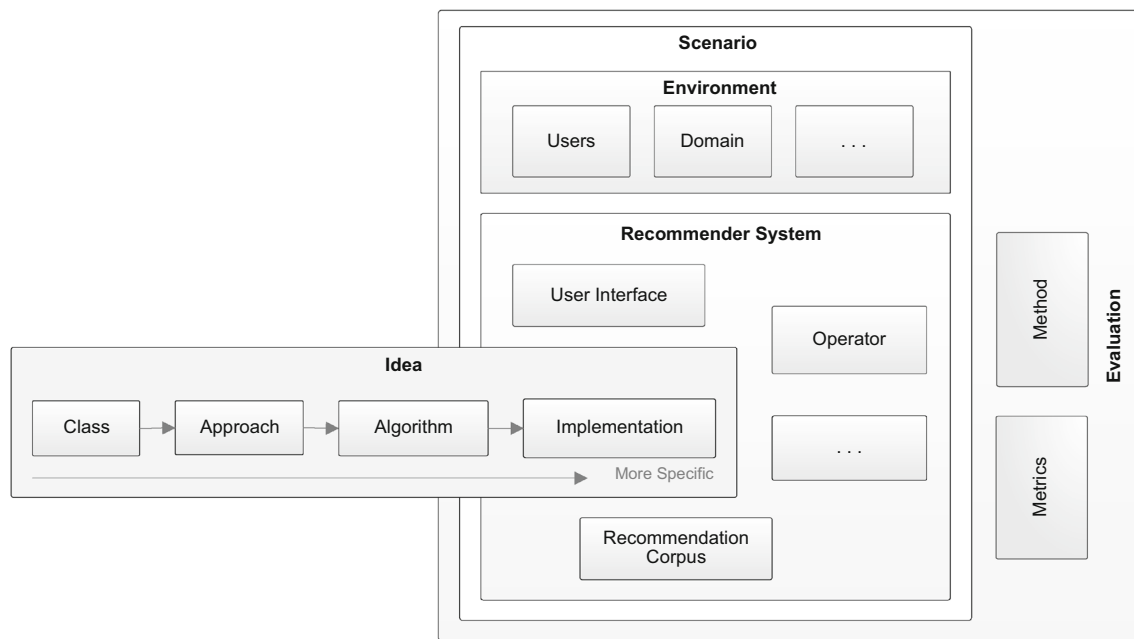 Scenario
Environment
Users
Domain
. . .
Recommender System
User Interface
Operator
Idea
Class
Approach
Algorithm
Implementation
More Specific
. . .
Recommendation
Corpus
Method
Metrics
Evaluation